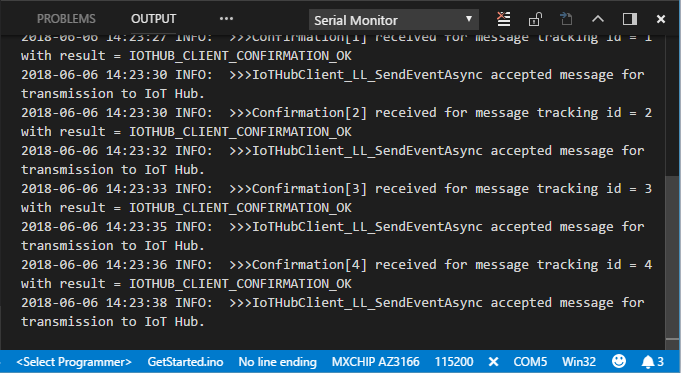 PROBLEMS OUTPUT ... Serial Monitor
2018-06-06 14:23:27 INFO:  >>>Confirmation[1] received for message tracking id = 1
with result = IOTHUB_CLIENT_CONFIRMATION_OK
2018-06-06 14:23:30 INFO:  >>>IoTHubClient_LL_SendEventAsync accepted message for
transmission to IoT Hub.
2018-06-06 14:23:30 INFO:  >>>Confirmation[2] received for message tracking id = 2
with result = IOTHUB_CLIENT_CONFIRMATION_OK
2018-06-06 14:23:32 INFO:  >>>IoTHubClient_LL_SendEventAsync accepted message for
transmission to IoT Hub.
2018-06-06 14:23:33 INFO:  >>>Confirmation[3] received for message tracking id = 3
with result = IOTHUB_CLIENT_CONFIRMATION_OK
2018-06-06 14:23:35 INFO:  >>>IoTHubClient_LL_SendEventAsync accepted message for
transmission to IoT Hub.
2018-06-06 14:23:36 INFO:  >>>Confirmation[4] received for message tracking id = 4
with result = IOTHUB_CLIENT_CONFIRMATION_OK
2018-06-06 14:23:38 INFO:  >>>IoTHubClient_LL_SendEventAsync accepted message for
transmission to IoT Hub.
<Select Programmer> GetStarted.ino No line ending MXCHIP AZ3166 115200 COM5 Win32 3